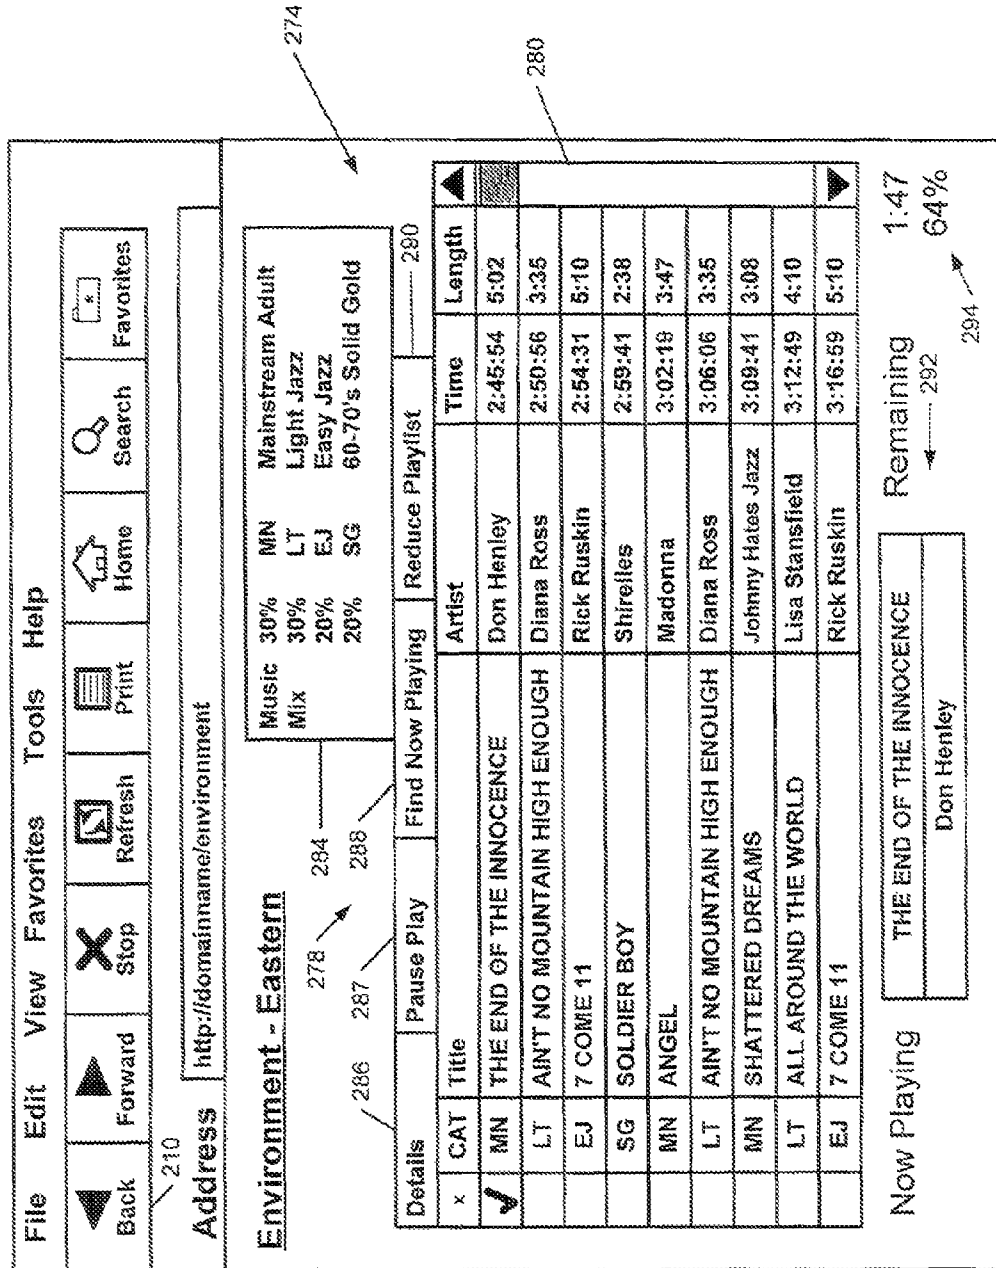 File Edit View Favorites Tools Help
Back Forward Stop Refresh Print Home Search Favorites
210
Address http://domainname/environment
Environment - Eastern
Music 30% MN Mainstream Adult
Mix 30% LT Light Jazz
20% EJ Easy Jazz
20% SG 60-70's Solid Gold
274
278
284
286
287
288
290
Details Pause Play Find Now Playing Reduce Playlist
280
x CAT Title Artist Time Length
MN THE END OF THE INNOCENCE Don Henley 2:45:54 5:02
LT AIN'T NO MOUNTAIN HIGH ENOUGH Diana Ross 2:50:56 3:35
EJ 7 COME 11 Rick Ruskin 2:54:31 5:10
SG SOLDIER BOY Shirelles 2:59:41 2:38
MN ANGEL Madonna 3:02:19 3:47
LT AIN'T NO MOUNTAIN HIGH ENOUGH Diana Ross 3:06:06 3:35
MN SHATTERED DREAMS Johnny Hates Jazz 3:09:41 3:08
LT ALL AROUND THE WORLD Lisa Stansfield 3:12:49 4:10
EJ 7 COME 11 Rick Ruskin 3:16:59 5:10
Now Playing THE END OF THE INNOCENCE Remaining 1:47
Don Henley 292 64%
294